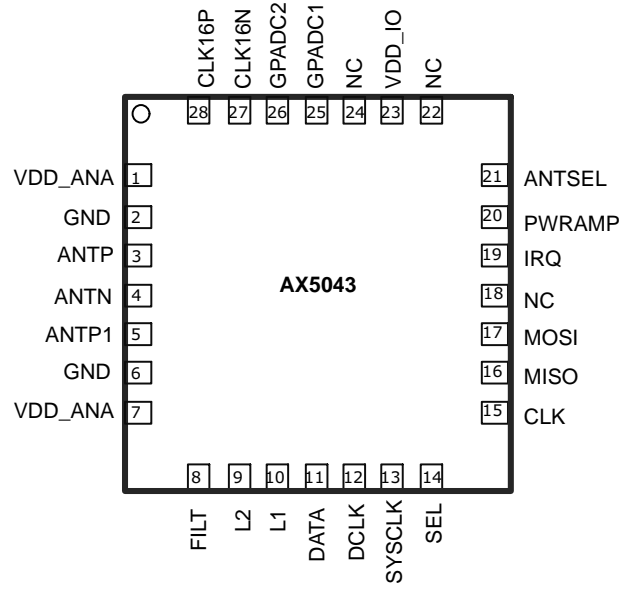 CLK16P
CLK16N
GPADC2
GPADC1
NC
VDD_IO
NC
28
27
26
25
24
23
22
VDD_ANA 1
GND 2
ANTP 3
ANTN 4
ANTP1 5
GND 6
VDD_ANA 7
AX5043
21 ANTSEL
20 PWRAMP
19 IRQ
18 NC
17 MOSI
16 MISO
15 CLK
8
9
10
11
12
13
14
FILT
L2
L1
DATA
DCLK
SYSCLK
SEL